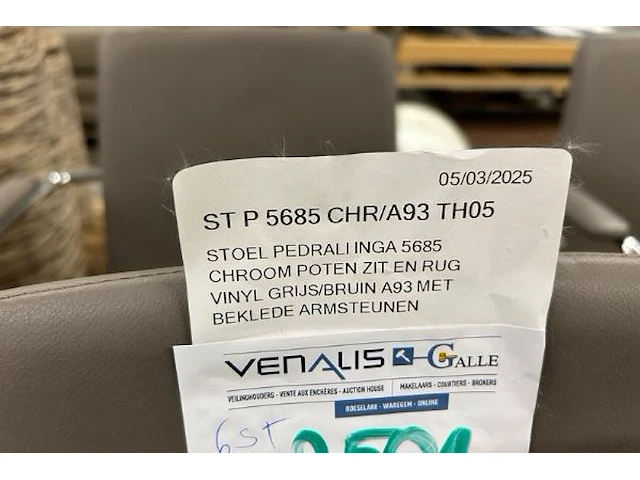 05/03/2025
ST P 5685 CHR/A93 TH05
STOEL PEDRALI INGA 5685
CHROOM POTEN ZIT EN RUG
VINYL GRIJS/BRUIN A93 MET
BEKLEDE ARMSTEUNEN
VENALIS GALLE
VEILINGHOUDERS - VENTE AUX ENCHÈRES - AUCTION HOUSE MAKELAARS - COURTIERS - BROKERS
ROESELARE - WAREGEM - ONLINE
6ST